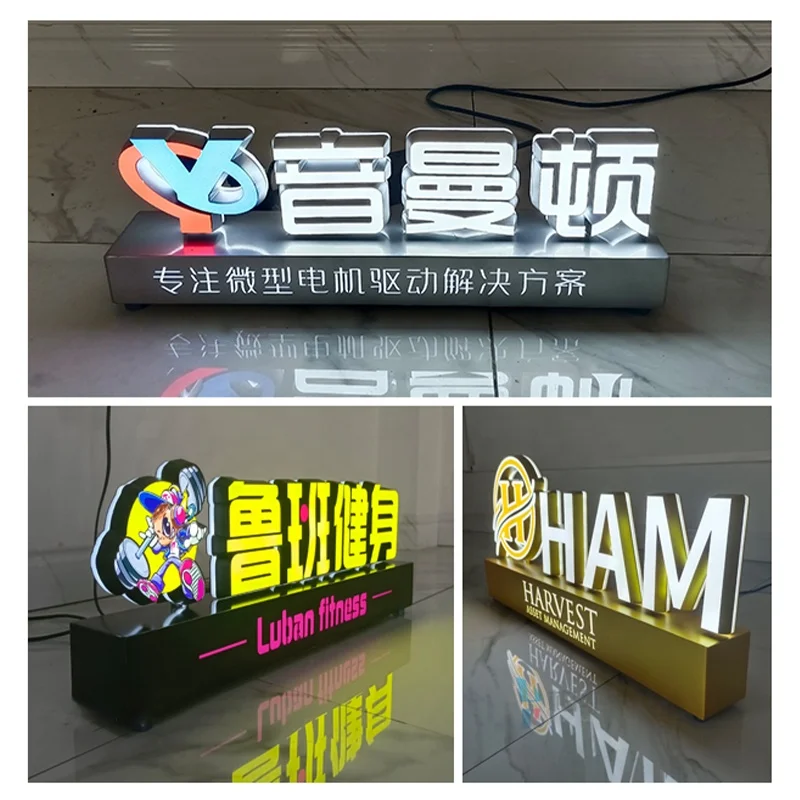 音曼顿
专注微型电机驱动解决方案
鲁班健身
Luban fitness
H HAM
HARVEST
ASSET MANAGEMENT